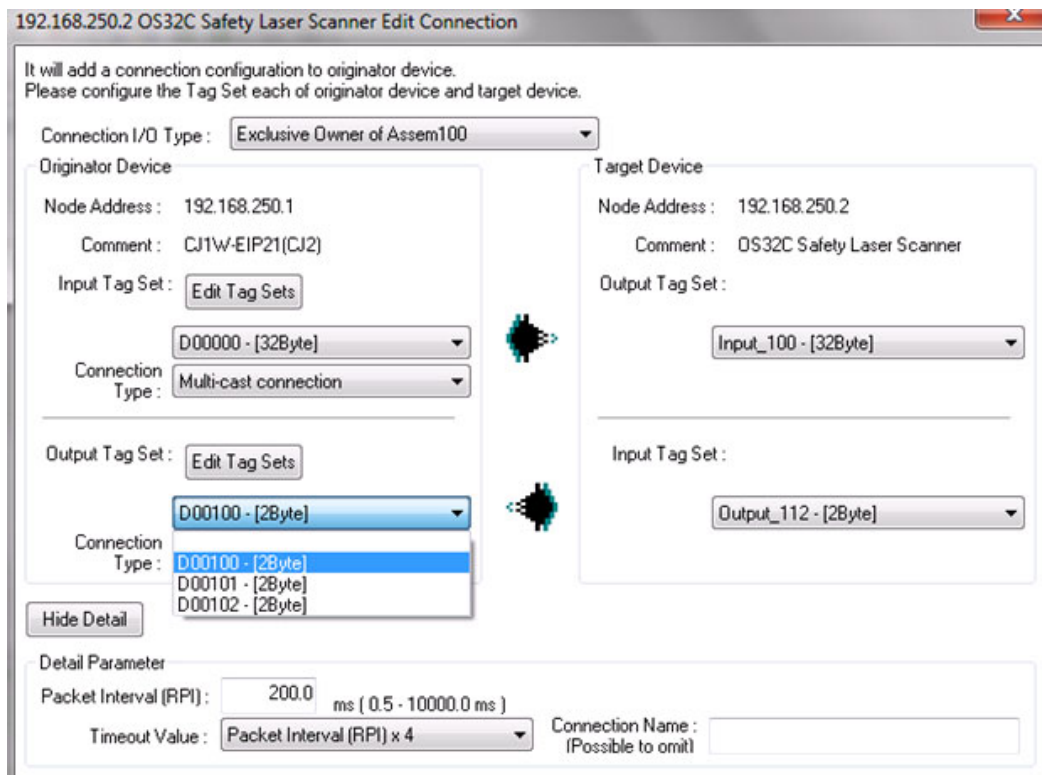 192.168.250.2 OS32C Safety Laser Scanner Edit Connection
It will add a connection configuration to originator device.
Please configure the Tag Set each of originator device and target device.
Connection I/O Type : Exclusive Owner of Assem100
Originator Device
Node Address : 192.168.250.1
Comment : CJ1W-EIP21(CJ2)
Input Tag Set : Edit Tag Sets
D00000 - [32Byte]
Connection Type : Multi-cast connection
Output Tag Set : Edit Tag Sets
D00100 - [2Byte]
Connection Type :
D00100 - [2Byte]
D00101 - [2Byte]
D00102 - [2Byte]
Target Device
Node Address : 192.168.250.2
Comment : OS32C Safety Laser Scanner
Output Tag Set :
Input_100 - [32Byte]
Input Tag Set :
Output_112 - [2Byte]
Hide Detail
Detail Parameter
Packet Interval (RPI) : 200.0 ms ( 0.5 - 10000.0 ms )
Timeout Value : Packet Interval (RPI) x 4
Connection Name :
(Possible to omit)